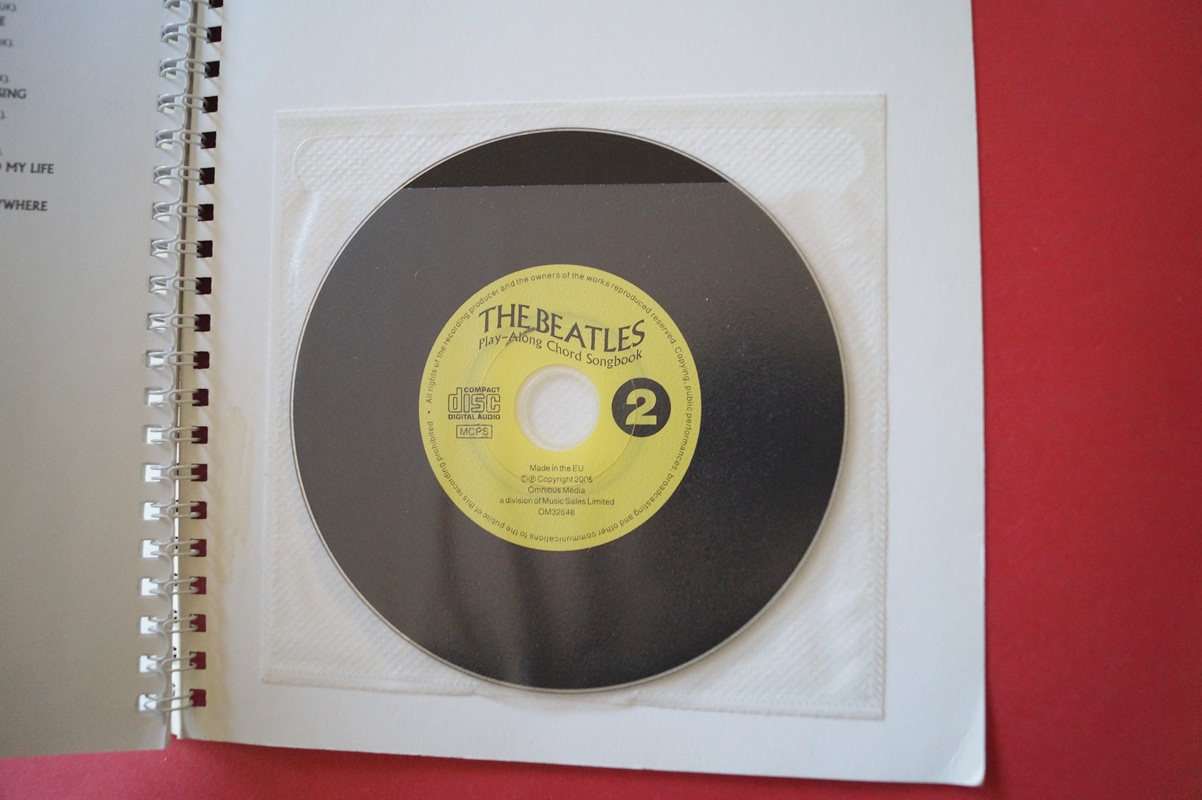 E
SING
MY LIFE
YWHERE
• All rights of the recording producer and the owners of the works reproduced reserved. Copying, public performances, broadcasting and other communications to the public of this recording prohibited
THE BEATLES
Play-Along Chord Songbook
COMPACT
disc
DIGITAL AUDIO
MCPS
2
Made in the EU
©℗ Copyright 2005
Omnibus Media
a division of Music Sales Limited
OM32648